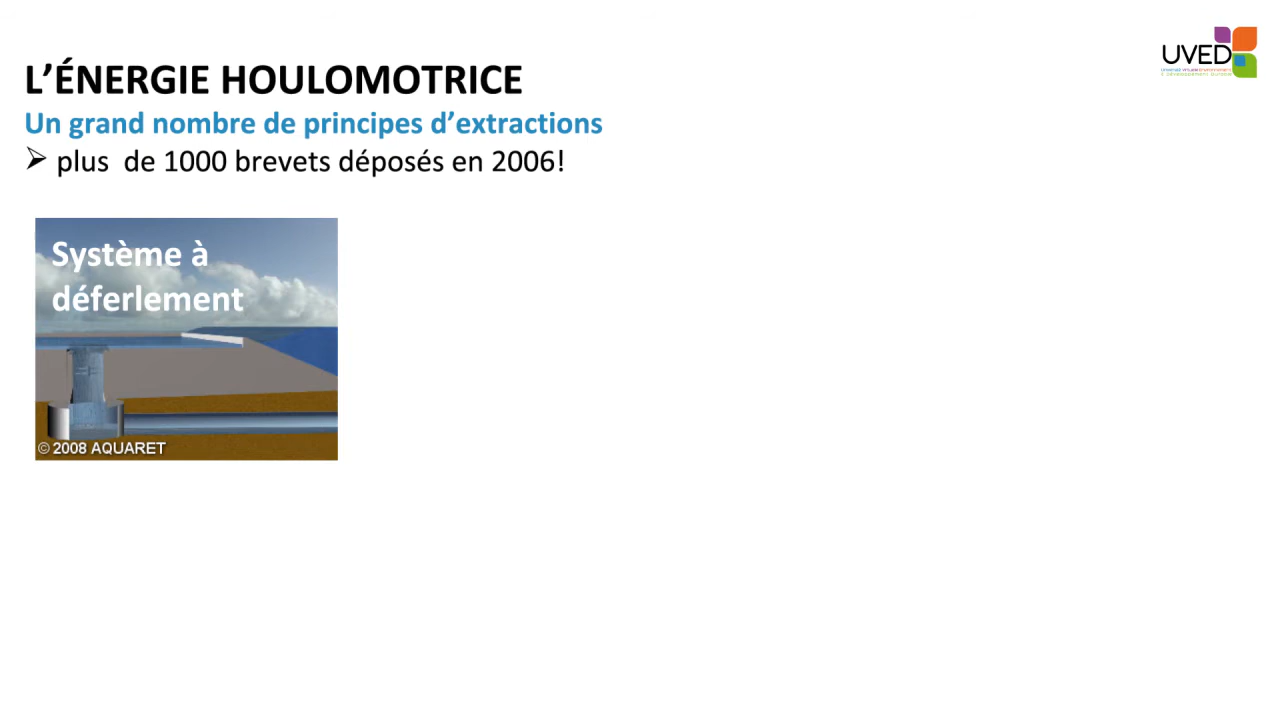 L'ÉNERGIE HOULOMOTRICE
UVED
Un grand nombre de principes d'extractions
➢ plus de 1000 brevets déposés en 2006!
Système à
déferlement
© 2008 AQUARET